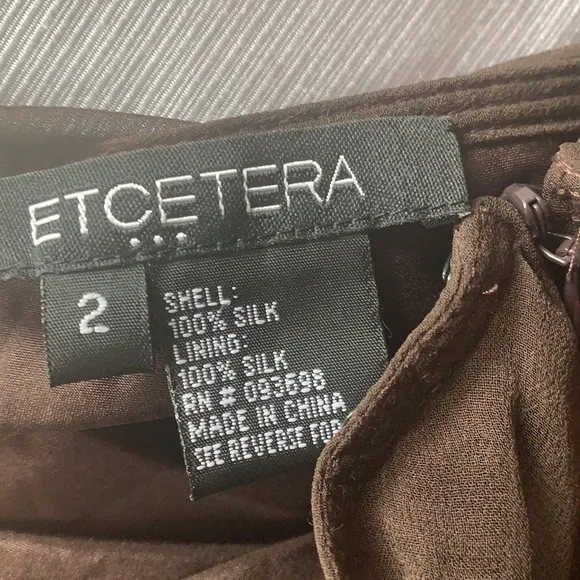 ETCETERA
2
SHELL:
100% SILK
LINING:
100% SILK
RN # 093698
MADE IN CHINA
SEE REVERSE FOR